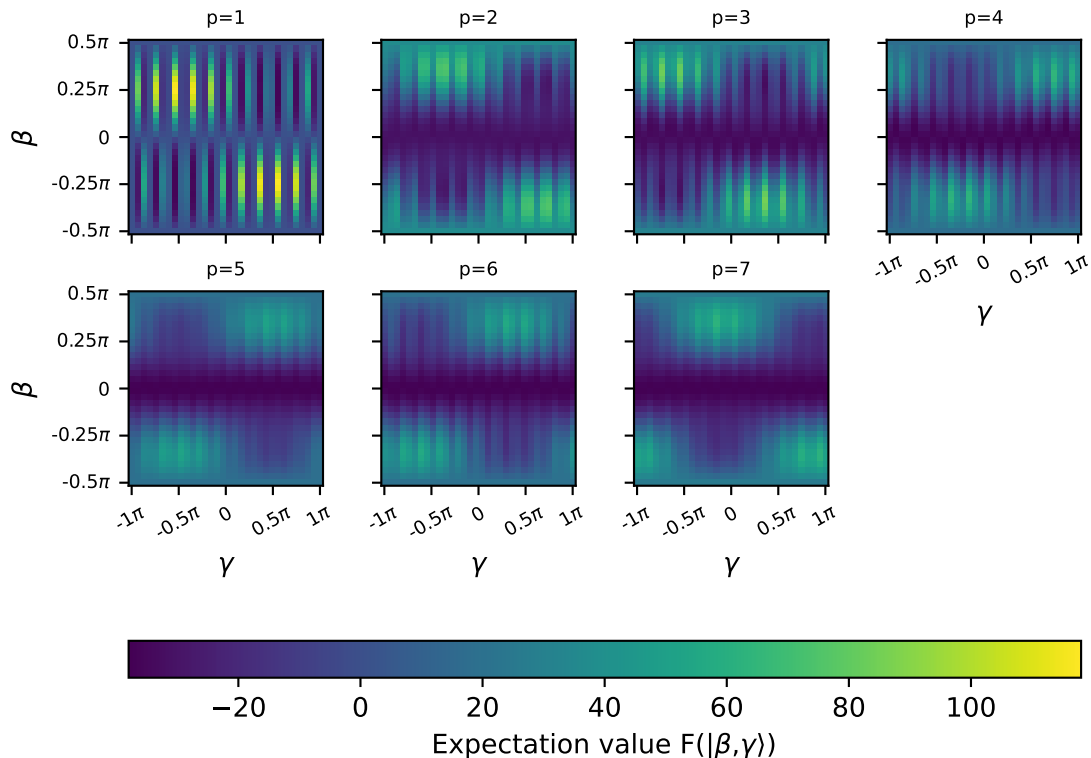 p=1
p=2
p=3
p=4
0.5π
0.25π
0
-0.25π
-0.5π
β
-1π
-0.5π
0
0.5π
1π
γ
p=5
p=6
p=7
0.5π
0.25π
0
-0.25π
-0.5π
β
-1π
-0.5π
0
0.5π
1π
γ
-1π
-0.5π
0
0.5π
1π
γ
-1π
-0.5π
0
0.5π
1π
γ
−20
0
20
40
60
80
100
Expectation value F(|β,γ⟩)